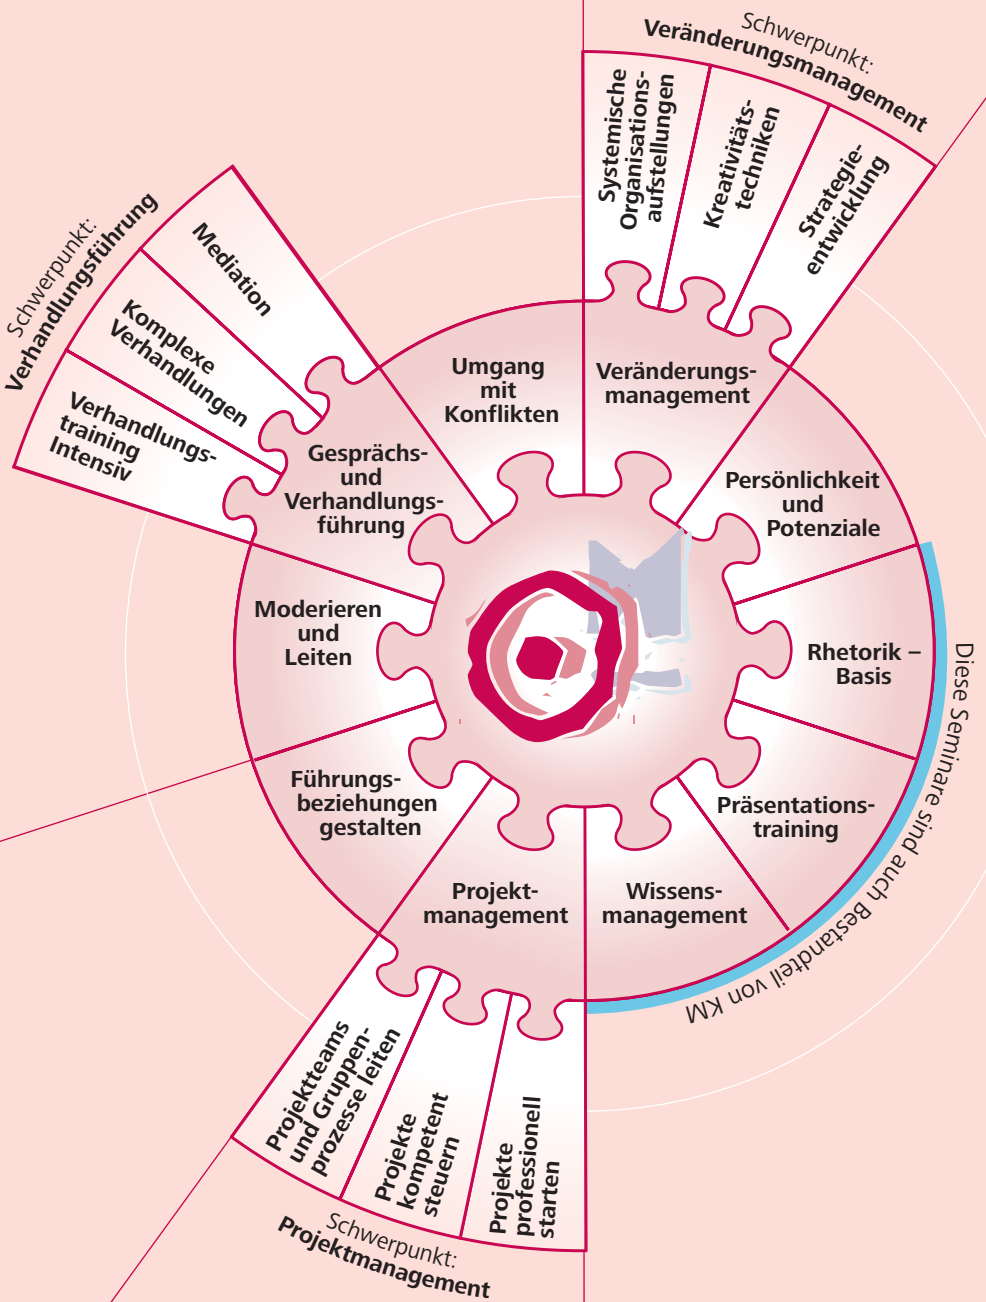 Schwerpunkt:
Veränderungsmanagement
Systemische
Organisations-
aufstellungen
Kreativitäts-
techniken
Strategie-
entwicklung
Schwerpunkt:
Verhandlungsführung
Mediation
Komplexe
Verhandlungen
Verhandlungs-
training
Intensiv
Umgang
mit
Konflikten
Veränderungs-
management
Gesprächs-
und
Verhandlungs-
führung
Persönlichkeit
und
Potenziale
Moderieren
und
Leiten
Rhetorik –
Basis
Führungs-
beziehungen
gestalten
Präsentations-
training
Projekt-
management
Wissens-
management
Diese Seminare sind auch Bestandteil von KM
Projektteams
und Gruppen-
prozesse leiten
Projekte
kompetent
steuern
Projekte
professionell
starten
Schwerpunkt:
Projektmanagement